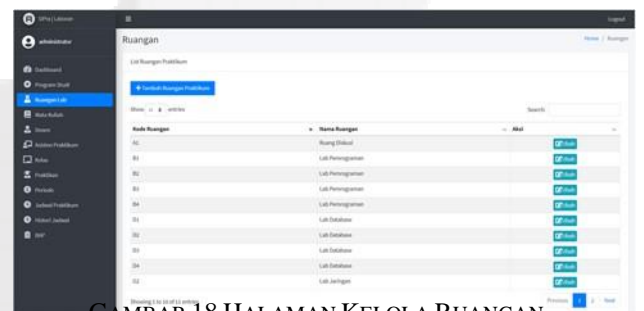 Logout
administrator
Ruangan
Home / Ruangan
List Ruangan Praktikum
Dashboard
Program Studi
+ Tambah Ruangan Praktikum
Ruangan Lab
Mata Kuliah
Show 10 entries
Search:
Dosen
Kode Ruangan Nama Ruangan Aksi
Asisten Praktikum
Ruang Diskusi Ubah
Kelas
B1 Lab Pemrograman Ubah
Praktikan
B2 Lab Pemrograman Ubah
Periode
B3 Lab Pemrograman Ubah
Jadwal Praktikum
B4 Lab Pemrograman Ubah
Histori Jadwal
D1 Lab Database Ubah
BAP
D2 Lab Database Ubah
D3 Lab Database Ubah
D4 Lab Database Ubah
Lab Jaringan Ubah
Showing 1 to 10 of 11 entries
Previous 1 2 Next
GAMBAR 18 HALAMAN KELOLA RUANGAN